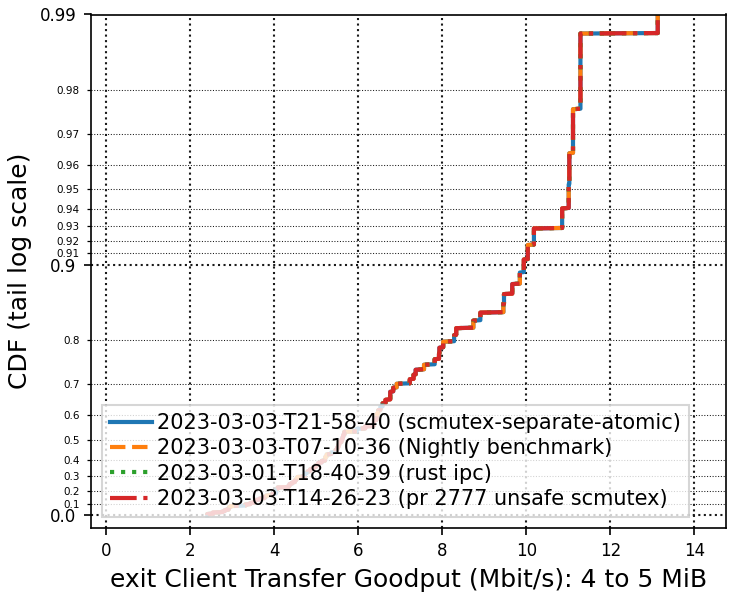 CDF (tail log scale)
0.99
0.98
0.97
0.96
0.95
0.94
0.93
0.92
0.91
0.9
0.8
0.7
0.6
0.5
0.4
0.3
0.2
0.1
0.0
2023-03-03-T21-58-40 (scmutex-separate-atomic)
2023-03-03-T07-10-36 (Nightly benchmark)
2023-03-01-T18-40-39 (rust ipc)
2023-03-03-T14-26-23 (pr 2777 unsafe scmutex)
0 2 4 6 8 10 12 14
exit Client Transfer Goodput (Mbit/s): 4 to 5 MiB